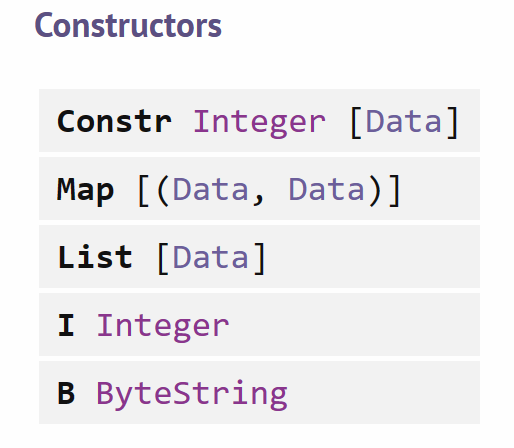 Constructors
Constr Integer [Data]
Map [(Data, Data)]
List [Data]
I Integer
B ByteString